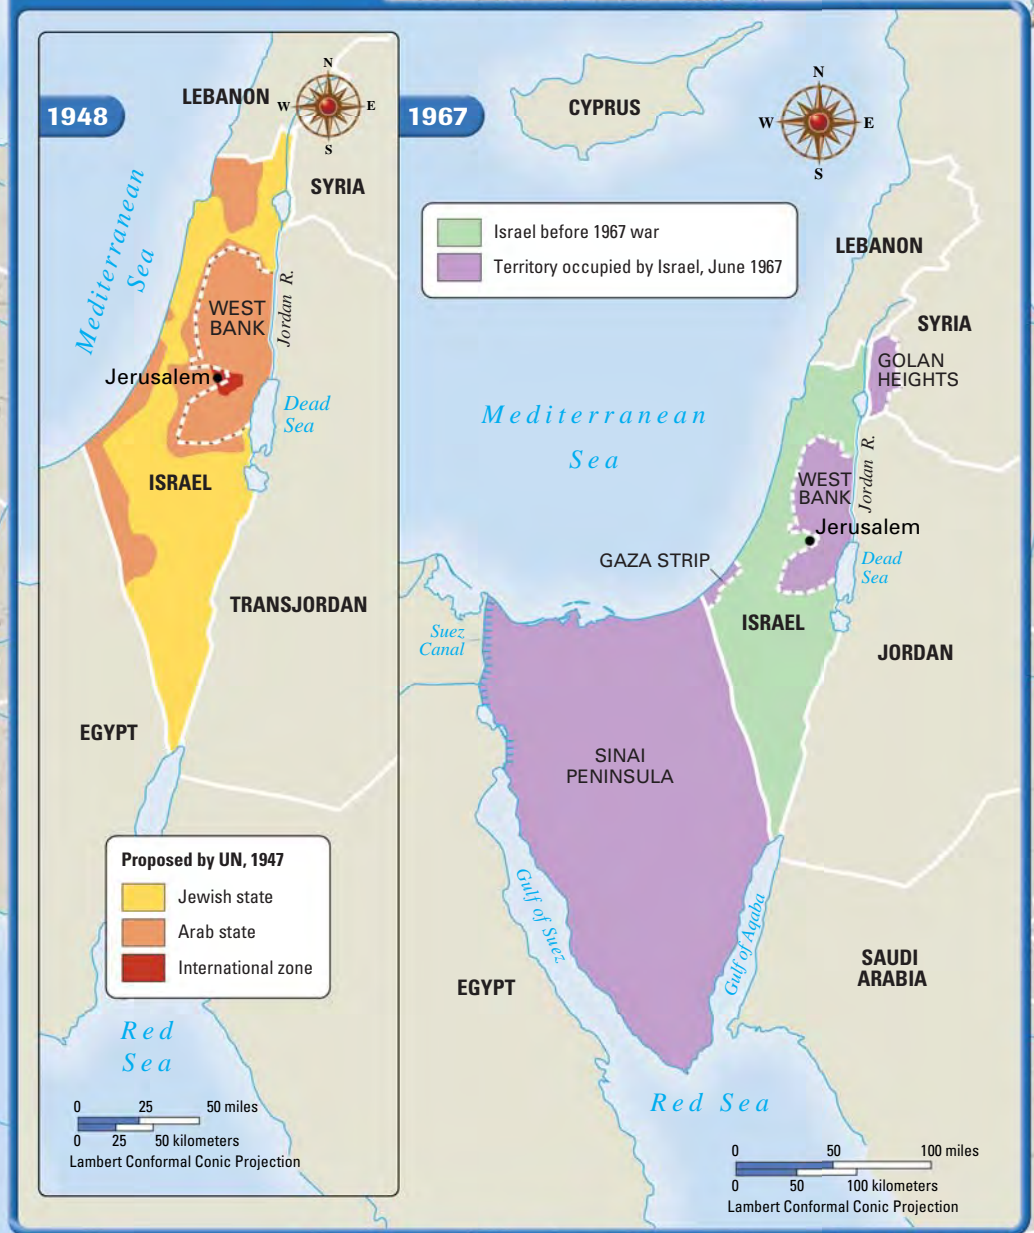 1948
LEBANON
N
W
E
S
SYRIA
Mediterranean
Sea
WEST
BANK
Jordan R.
Jerusalem
Dead
Sea
ISRAEL
TRANSJORDAN
EGYPT
Proposed by UN, 1947
Jewish state
Arab state
International zone
Red
Sea
0 25 50 miles
0 25 50 kilometers
Lambert Conformal Conic Projection
1967
CYPRUS
N
W
E
S
Israel before 1967 war
Territory occupied by Israel, June 1967
LEBANON
SYRIA
GOLAN
HEIGHTS
Mediterranean
Sea
WEST
BANK
Jordan R.
Jerusalem
GAZA STRIP
Dead
Sea
ISRAEL
Suez
Canal
JORDAN
SINAI
PENINSULA
Gulf of Suez
Gulf of Aqaba
EGYPT
SAUDI
ARABIA
Red Sea
0 50 100 miles
0 50 100 kilometers
Lambert Conformal Conic Projection